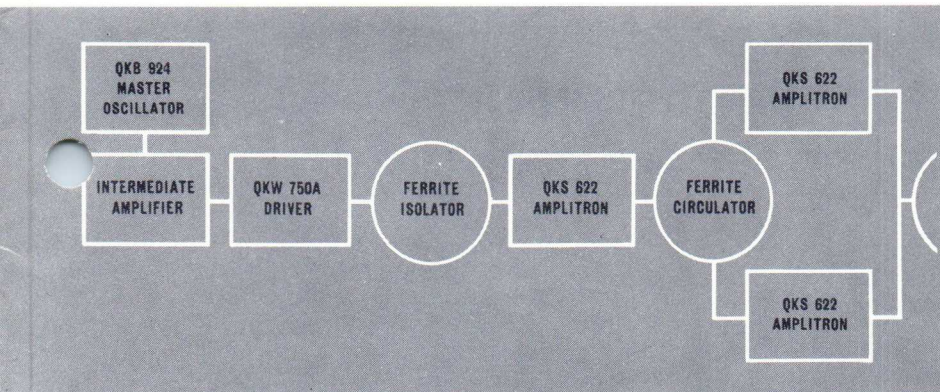 QKB 924
MASTER
OSCILLATOR
INTERMEDIATE
AMPLIFIER
QKW 750A
DRIVER
FERRITE
ISOLATOR
QKS 622
AMPLITRON
FERRITE
CIRCULATOR
QKS 622
AMPLITRON
QKS 622
AMPLITRON